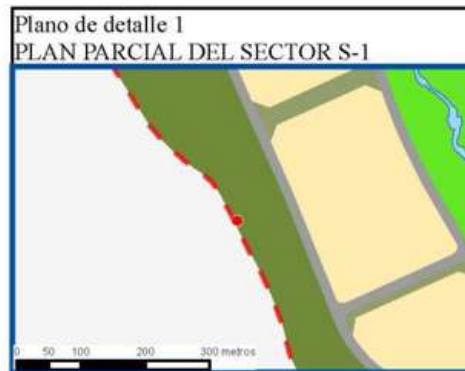 Plano de detalle 1
PLAN PARCIAL DEL SECTOR S-1
0 50 100 200 300 metros